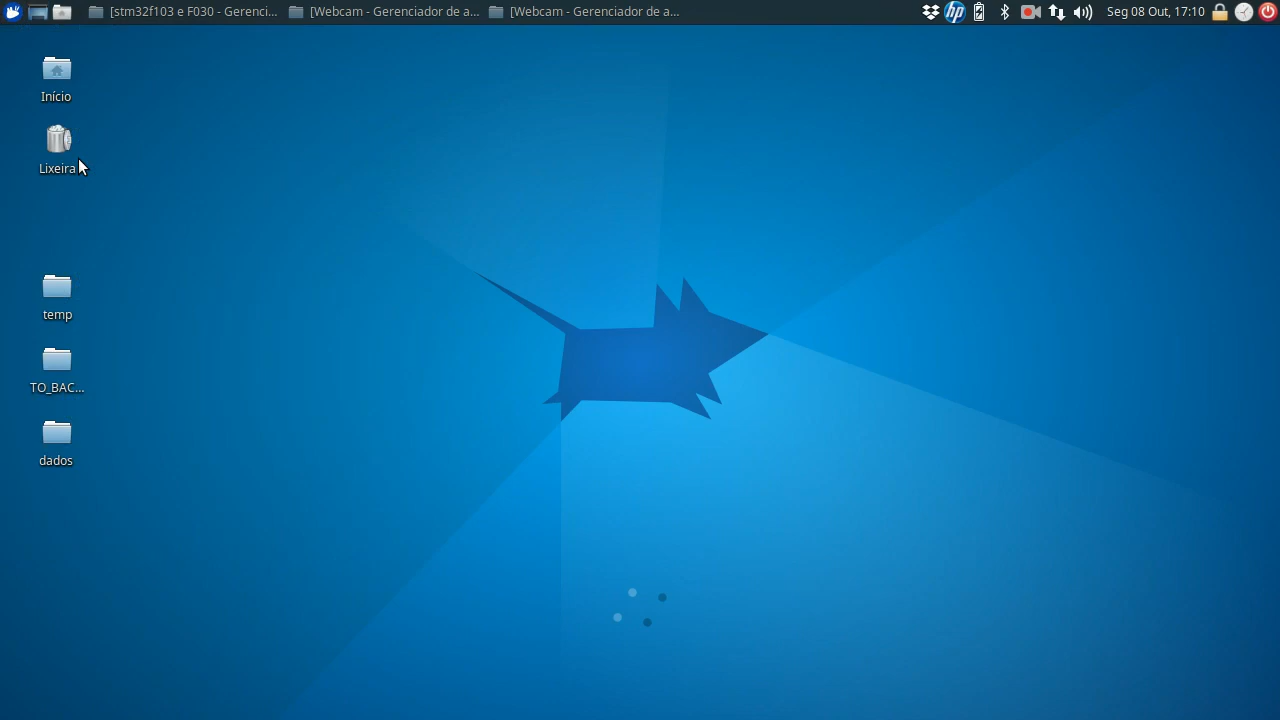 [stm32f103 e F030 - Gerenci... [Webcam - Gerenciador de a... [Webcam - Gerenciador de a... hp Seg 08 Out, 17:10
Início
Lixeira
temp
TO_BAC...
dados